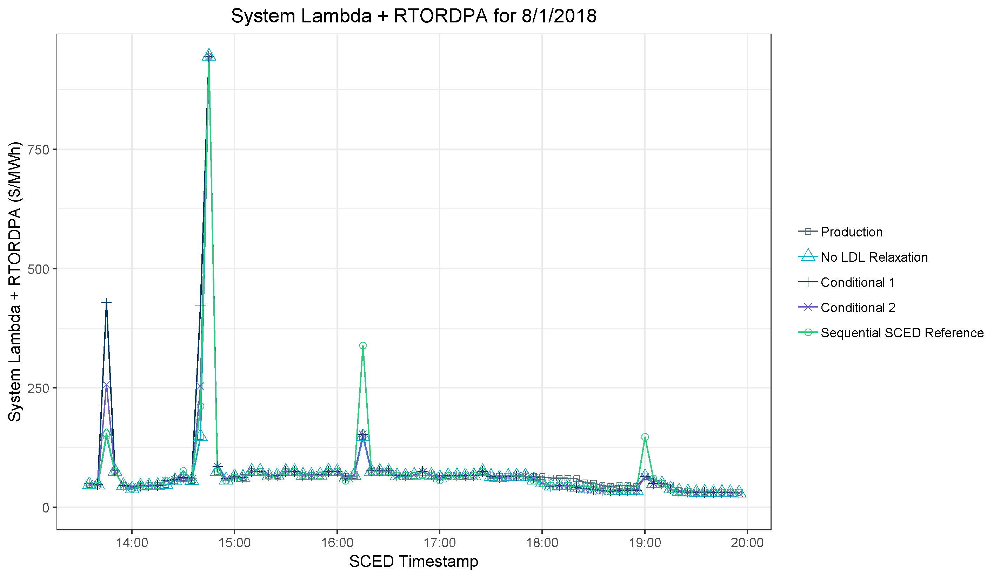 System Lambda + RTORDPA for 8/1/2018
System Lambda + RTORDPA ($/MWh)
750
500
250
0
14:00 15:00 16:00 17:00 18:00 19:00 20:00
SCED Timestamp
Production
No LDL Relaxation
Conditional 1
Conditional 2
Sequential SCED Reference